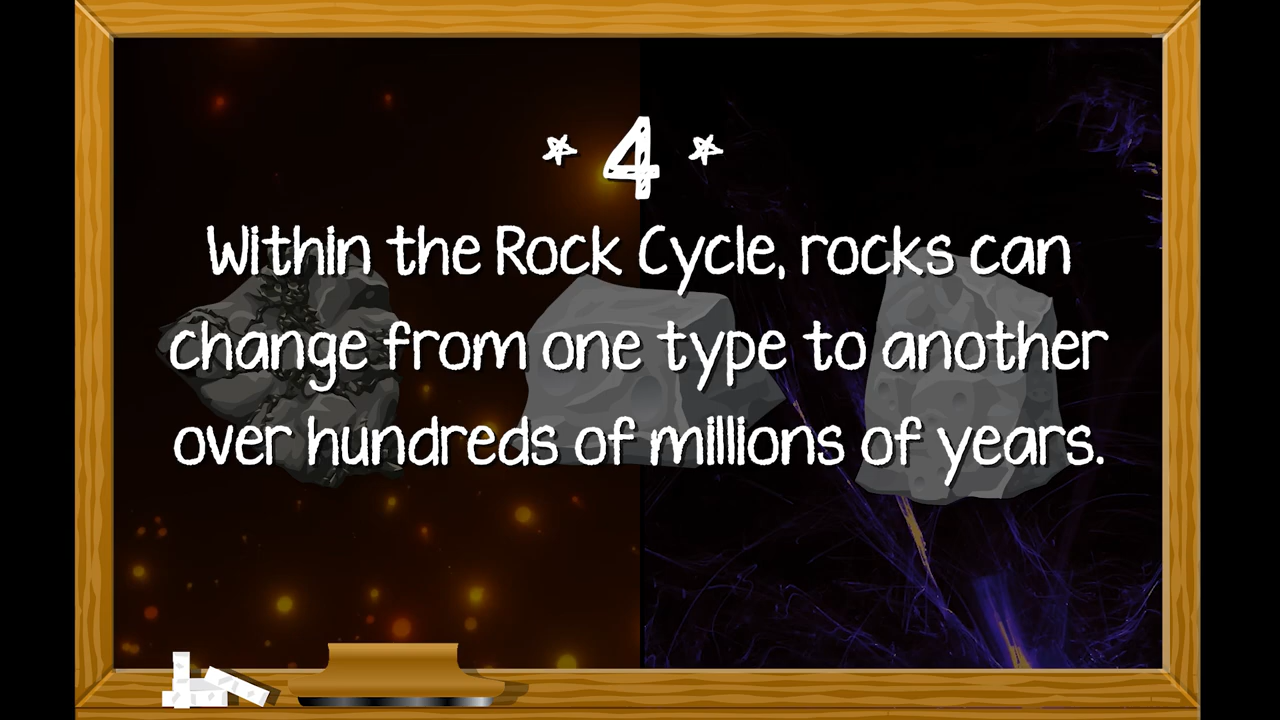 * 4 *
Within the Rock Cycle, rocks can
change from one type to another
over hundreds of millions of years.